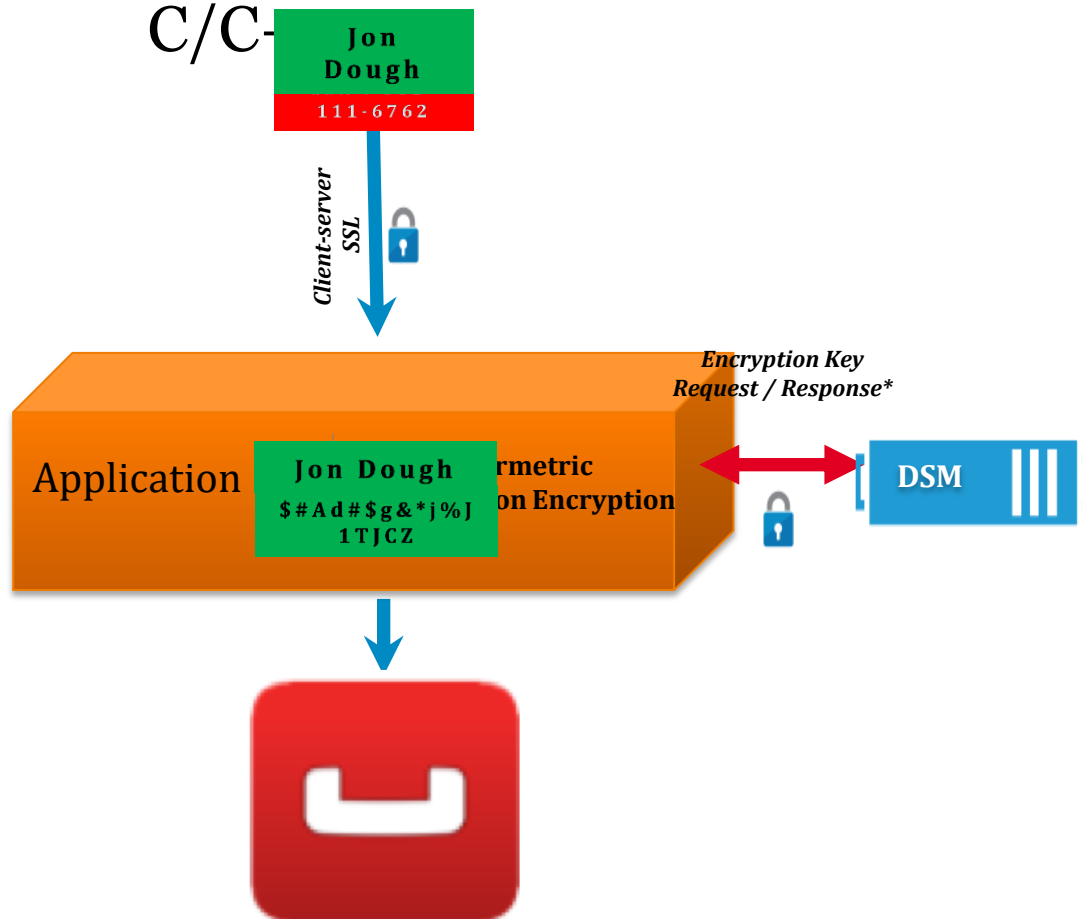 C/C-
Jon
Dough
111-6762
Client-server
SSL
Encryption Key
Request / Response*
Application
Jon Dough
rmetric
$#Ad#$g&*j%J
on Encryption
1TJCZ
DSM